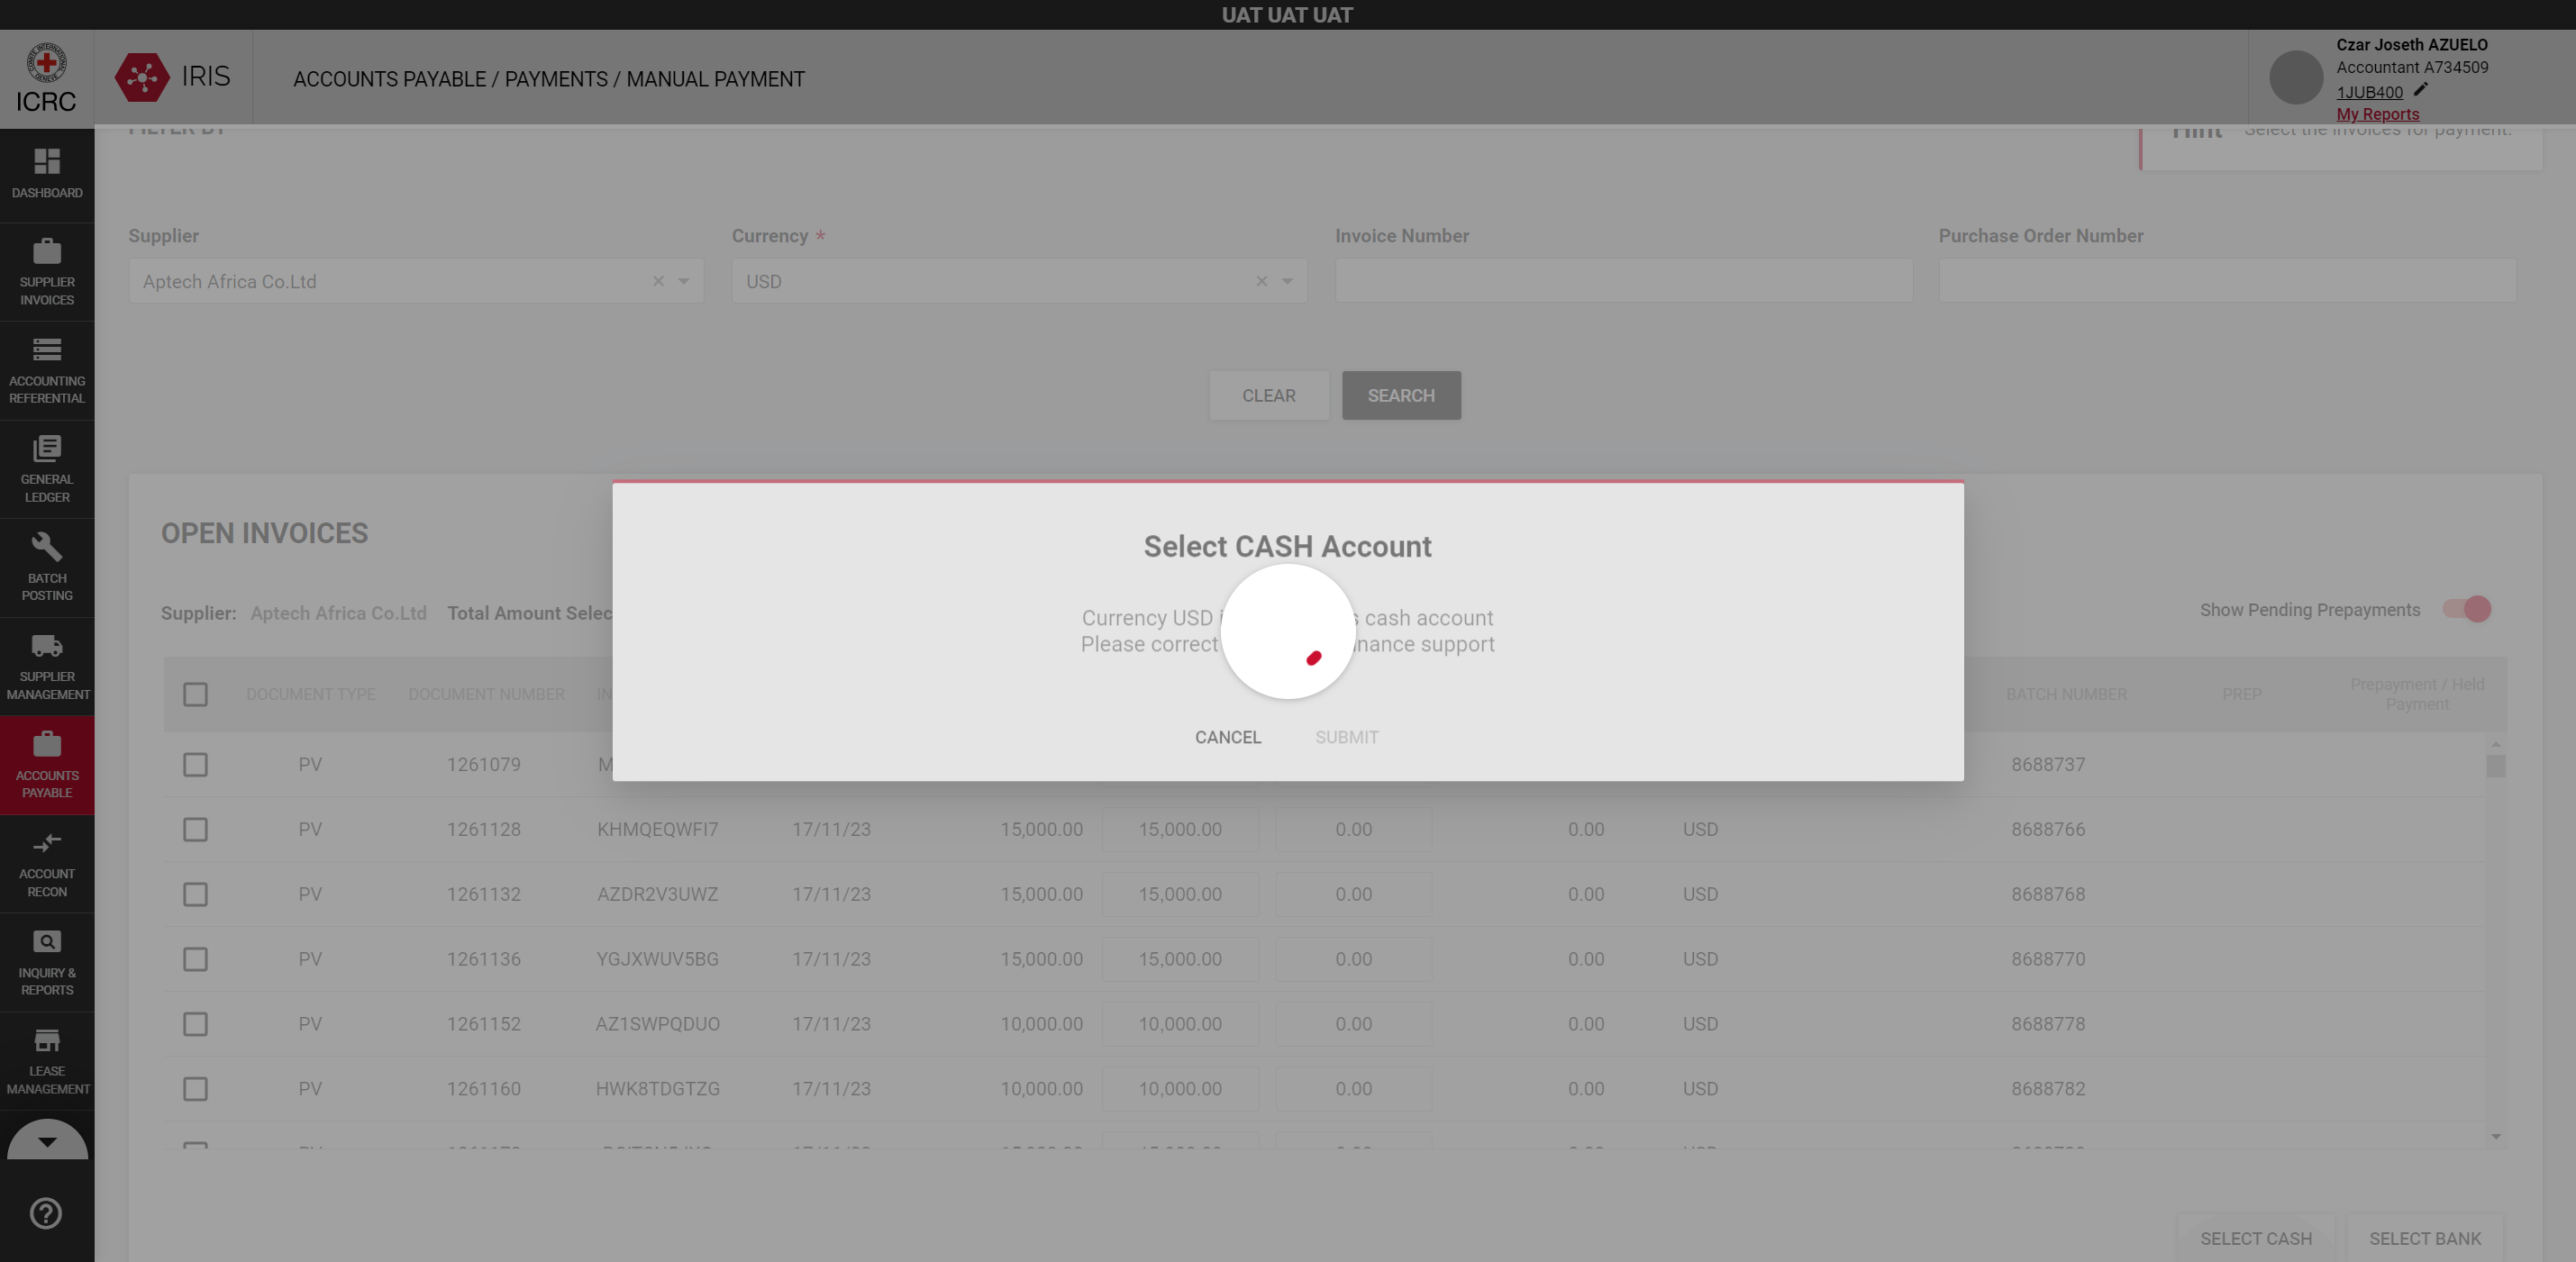 UAT UAT UAT
ICRC
IRIS
ACCOUNTS PAYABLE / PAYMENTS / MANUAL PAYMENT
Czar Joseth AZUELO
Accountant A734509
1JUB400
My Reports
Hint Select the invoices for payment.
DASHBOARD
SUPPLIER
INVOICES
ACCOUNTING
REFERENTIAL
GENERAL
LEDGER
BATCH
POSTING
SUPPLIER
MANAGEMENT
ACCOUNTS
PAYABLE
ACCOUNT
RECON
INQUIRY &
REPORTS
LEASE
MANAGEMENT
FILTER BY
Supplier Currency * Invoice Number Purchase Order Number
Aptech Africa Co.Ltd USD
CLEAR SEARCH
OPEN INVOICES
Supplier: Aptech Africa Co.Ltd Total Amount Selec
Show Pending Prepayments
Select CASH Account
Currency USD cash account
Please correct support
CANCEL SUBMIT
DOCUMENT TYPE DOCUMENT NUMBER BATCH NUMBER PREP Prepayment / Held
Payment
PV 1261079 M 8688737
PV 1261128 KHMQEQWFI7 17/11/23 15,000.00 15,000.00 0.00 0.00 USD 8688766
PV 1261132 AZDR2V3UWZ 17/11/23 15,000.00 15,000.00 0.00 0.00 USD 8688768
PV 1261136 YGJXWUV5BG 17/11/23 15,000.00 15,000.00 0.00 0.00 USD 8688770
PV 1261152 AZ1SWPQDUO 17/11/23 10,000.00 10,000.00 0.00 0.00 USD 8688778
PV 1261160 HWK8TDGTZG 17/11/23 10,000.00 10,000.00 0.00 0.00 USD 8688782
SELECT CASH SELECT BANK